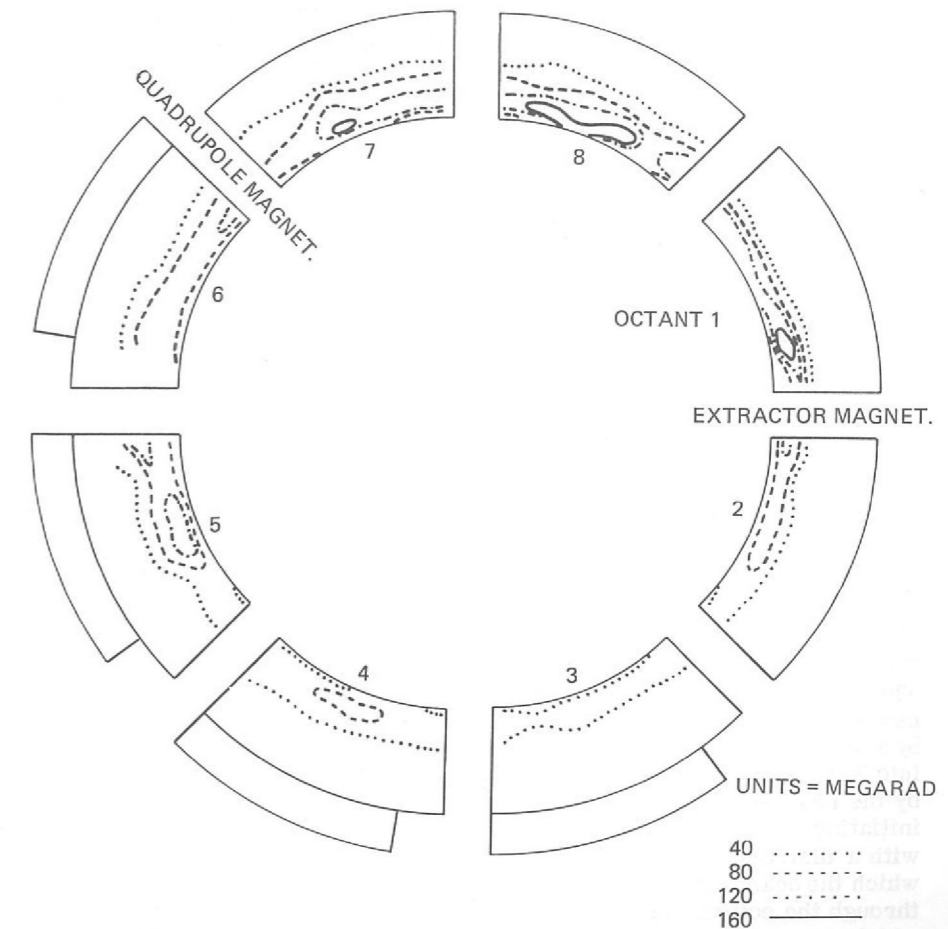 QUADRUPOLE MAGNET.
7
8
6
OCTANT 1
EXTRACTOR MAGNET.
5
2
4
3
UNITS = MEGARAD
40
80
120
160